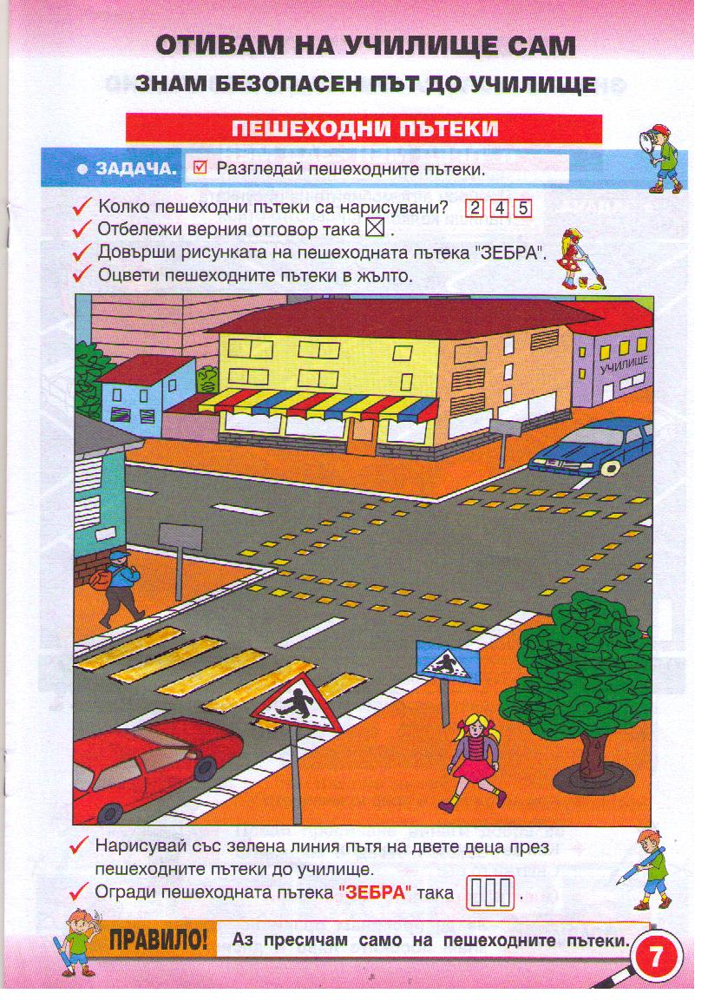 ОТИВАМ НА УЧИЛИЩЕ САМ
ЗНАМ БЕЗОПАСЕН ПЪТ ДО УЧИЛИЩЕ
ПЕШЕХОДНИ ПЪТЕКИ
ЗАДАЧА. Разгледай пешеходните пътеки.
Колко пешеходни пътеки са нарисувани? 2 4 5
Отбележи верния отговор така .
Довърши рисунката на пешеходната пътека "ЗЕБРА".
Оцвети пешеходните пътеки в жълто.
УЧИЛИЩЕ
Нарисувай със зелена линия пътя на двете деца през
пешеходните пътеки до училище.
Огради пешеходната пътека "ЗЕБРА" така .
ПРАВИЛО! Аз пресичам само на пешеходните пътеки.
7